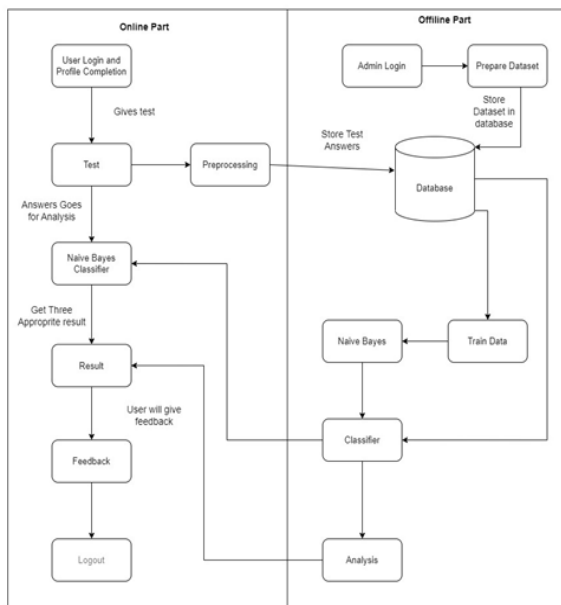 Online Part
Offiline Part
User Login and
Profile Completion
Admin Login
Prepare Dataset
Gives test
Store
Dataset in
database
Store Test
Answers
Test
Preprocessing
Database
Answers Goes
for Analysis
Naive Bayes
Classifier
Get Three
Approprite result
Naive Bayes
Train Data
Result
User will give
feedback
Classifier
Feedback
Logout
Analysis